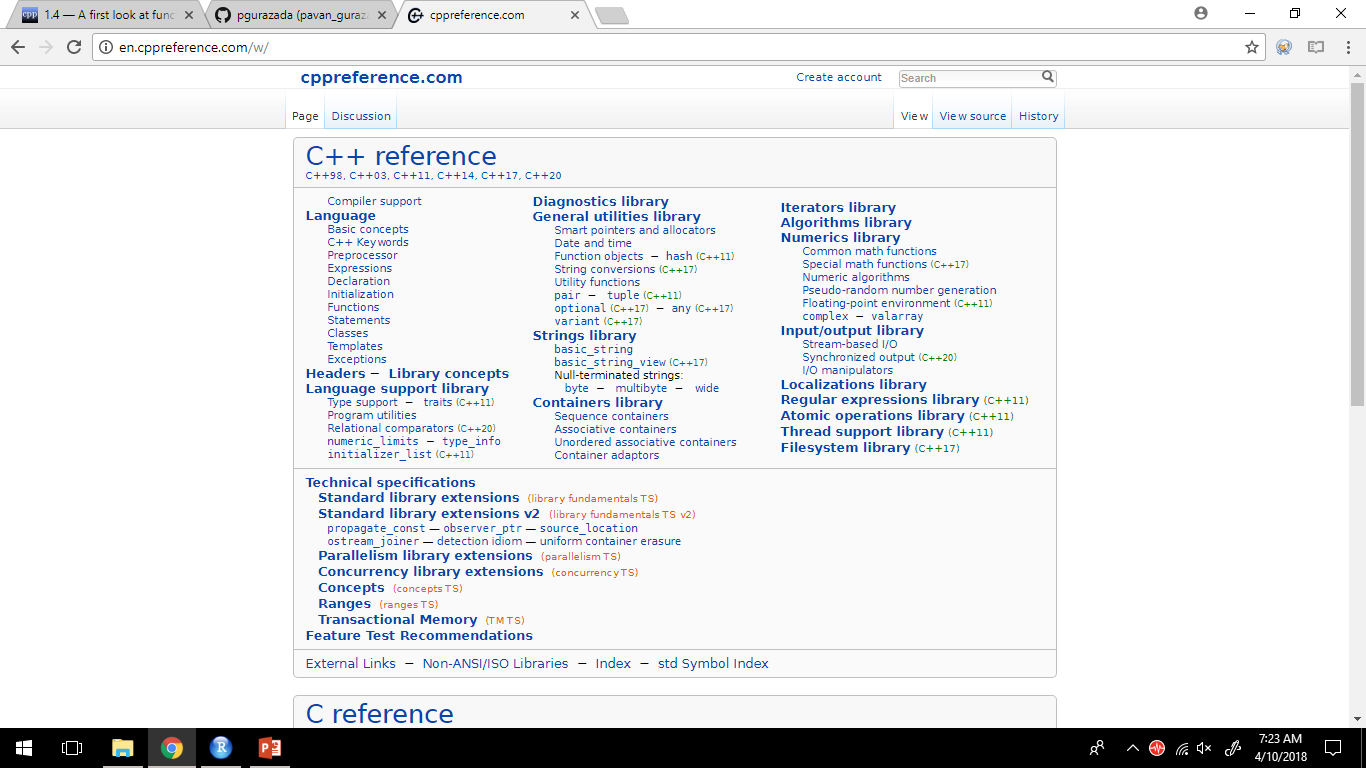 1.4 — A first look at func
pgurazada (pavan_guraz
cppreference.com
en.cppreference.com/w/
cppreference.com
Create account
Search
Page
Discussion
View
View source
History
C++ reference
C++98, C++03, C++11, C++14, C++17, C++20
Compiler support
Language
Basic concepts
C++ Keywords
Preprocessor
Expressions
Declaration
Initialization
Functions
Statements
Classes
Templates
Exceptions
Headers − Library concepts
Language support library
Type support − traits (C++11)
Program utilities
Relational comparators (C++20)
numeric_limits − type_info
initializer_list (C++11)
Diagnostics library
General utilities library
Smart pointers and allocators
Date and time
Function objects − hash (C++11)
String conversions (C++17)
Utility functions
pair − tuple (C++11)
optional (C++17) − any (C++17)
variant (C++17)
Strings library
basic_string
basic_string_view (C++17)
Null-terminated strings:
byte − multibyte − wide
Containers library
Sequence containers
Associative containers
Unordered associative containers
Container adaptors
Iterators library
Algorithms library
Numerics library
Common math functions
Special math functions (C++17)
Numeric algorithms
Pseudo-random number generation
Floating-point environment (C++11)
complex − valarray
Input/output library
Stream-based I/O
Synchronized output (C++20)
I/O manipulators
Localizations library
Regular expressions library (C++11)
Atomic operations library (C++11)
Thread support library (C++11)
Filesystem library (C++17)
Technical specifications
Standard library extensions (library fundamentals TS)
Standard library extensions v2 (library fundamentals TS v2)
propagate_const — observer_ptr — source_location
ostream_joiner — detection idiom — uniform container erasure
Parallelism library extensions (parallelism TS)
Concurrency library extensions (concurrency TS)
Concepts (concepts TS)
Ranges (ranges TS)
Transactional Memory (TM TS)
Feature Test Recommendations
External Links − Non-ANSI/ISO Libraries − Index − std Symbol Index
C reference
7:23 AM
4/10/2018